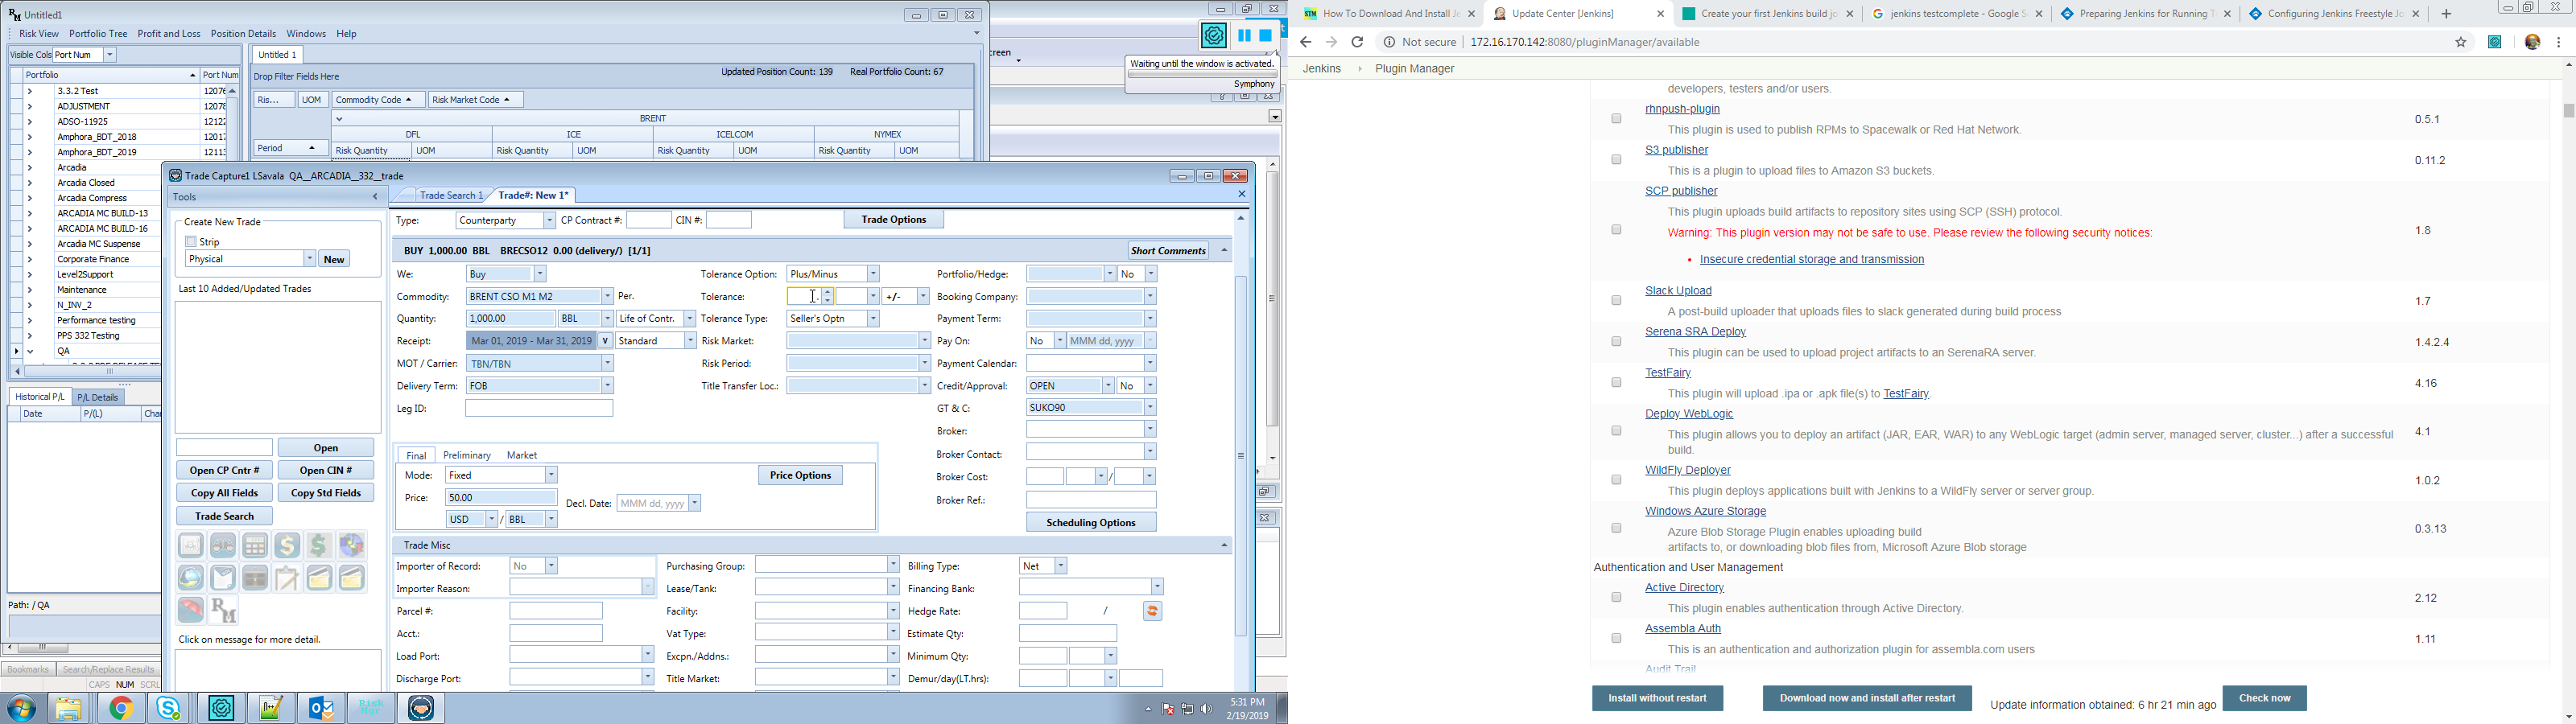 Untitled1
Risk View Portfolio Tree Profit and Loss Position Details Windows Help
Visible Cols Port Num
Portfolio Port Num
3.3.2 Test 12076
ADJUSTMENT 12078
ADSO-11925 12122
Amphora_BDT_2018 12017
Amphora_BDT_2019 12113
Arcadia
Arcadia Closed
Arcadia Compress
ARCADIA MC BUILD-13
ARCADIA MC BUILD-16
Arcadia MC Suspense
Corporate Finance
Level2Support
Maintenance
N_INV_2
Performance testing
PPS 332 Testing
QA
Historical P/L P/L Details
Date P/(L) Char
Path: / QA
Bookmarks Search/Replace Results
CAPS NUM SCRL
Untitled 1
Drop Filter Fields Here Updated Position Count: 139 Real Portfolio Count: 67
Ris... UOM Commodity Code Risk Market Code
BRENT
DFL ICE ICELCOM NYMEX
Period Risk Quantity UOM Risk Quantity UOM Risk Quantity UOM Risk Quantity UOM
creen
Waiting until the window is activated.
Symphony
Trade Capture1 LSavala QA__ARCADIA__332__trade
Tools
Create New Trade
Strip
Physical New
Last 10 Added/Updated Trades
Open
Open CP Cntr # Open CIN #
Copy All Fields Copy Std Fields
Trade Search
Click on message for more detail.
Trade Search 1 Trade#: New 1*
Type: Counterparty CP Contract #: CIN #: Trade Options
BUY 1,000.00 BBL BRECSO12 0.00 (delivery/) [1/1] Short Comments
We: Buy Tolerance Option: Plus/Minus Portfolio/Hedge: No
Commodity: BRENT CSO M1 M2 Per. Tolerance: . +/- Booking Company:
Quantity: 1,000.00 BBL Life of Contr. Tolerance Type: Seller's Optn Payment Term:
Receipt: Mar 01, 2019 - Mar 31, 2019 v Standard Risk Market: Pay On: No MMM dd, yyyy
MOT / Carrier: TBN/TBN Risk Period: Payment Calendar:
Delivery Term: FOB Title Transfer Loc.: Credit/Approval: OPEN No
Leg ID: GT & C: SUKO90
Broker:
Final Preliminary Market Broker Contact:
Mode: Fixed Price Options Broker Cost: /
Price: 50.00 Decl. Date: MMM dd, yyyy Broker Ref.:
USD / BBL Scheduling Options
Trade Misc
Importer of Record: No Purchasing Group: Billing Type: Net
Importer Reason: Lease/Tank: Financing Bank:
Parcel #: Facility: Hedge Rate: /
Acct.: Vat Type: Estimate Qty:
Load Port: Excpn./Addns.: Minimum Qty:
Discharge Port: Title Market: Demur/day(LT.hrs):
5:31 PM
2/19/2019
How To Download And Install Je Update Center [Jenkins] Create your first Jenkins build jo jenkins testcomplete - Google S Preparing Jenkins for Running T Configuring Jenkins Freestyle Jo
Not secure 172.16.170.142:8080/pluginManager/available
Jenkins Plugin Manager
developers, testers and/or users.
rhnpush-plugin
This plugin is used to publish RPMs to Spacewalk or Red Hat Network. 0.5.1
S3 publisher
This is a plugin to upload files to Amazon S3 buckets. 0.11.2
SCP publisher
This plugin uploads build artifacts to repository sites using SCP (SSH) protocol.
Warning: This plugin version may not be safe to use. Please review the following security notices: 1.8
Insecure credential storage and transmission
Slack Upload
A post-build uploader that uploads files to slack generated during build process 1.7
Serena SRA Deploy
This plugin can be used to upload project artifacts to an SerenaRA server. 1.4.2.4
TestFairy
This plugin will upload .ipa or .apk file(s) to TestFairy. 4.16
Deploy WebLogic
This plugin allows you to deploy an artifact (JAR, EAR, WAR) to any WebLogic target (admin server, managed server, cluster...) after a successful 4.1
build.
WildFly Deployer
This plugin deploys applications built with Jenkins to a WildFly server or server group. 1.0.2
Windows Azure Storage
Azure Blob Storage Plugin enables uploading build 0.3.13
artifacts to, or downloading blob files from, Microsoft Azure Blob storage
Authentication and User Management
Active Directory
This plugin enables authentication through Active Directory. 2.12
Assembla Auth
This is an authentication and authorization plugin for assembla.com users 1.11
Audit Trail
Install without restart Download now and install after restart Update information obtained: 6 hr 21 min ago Check now